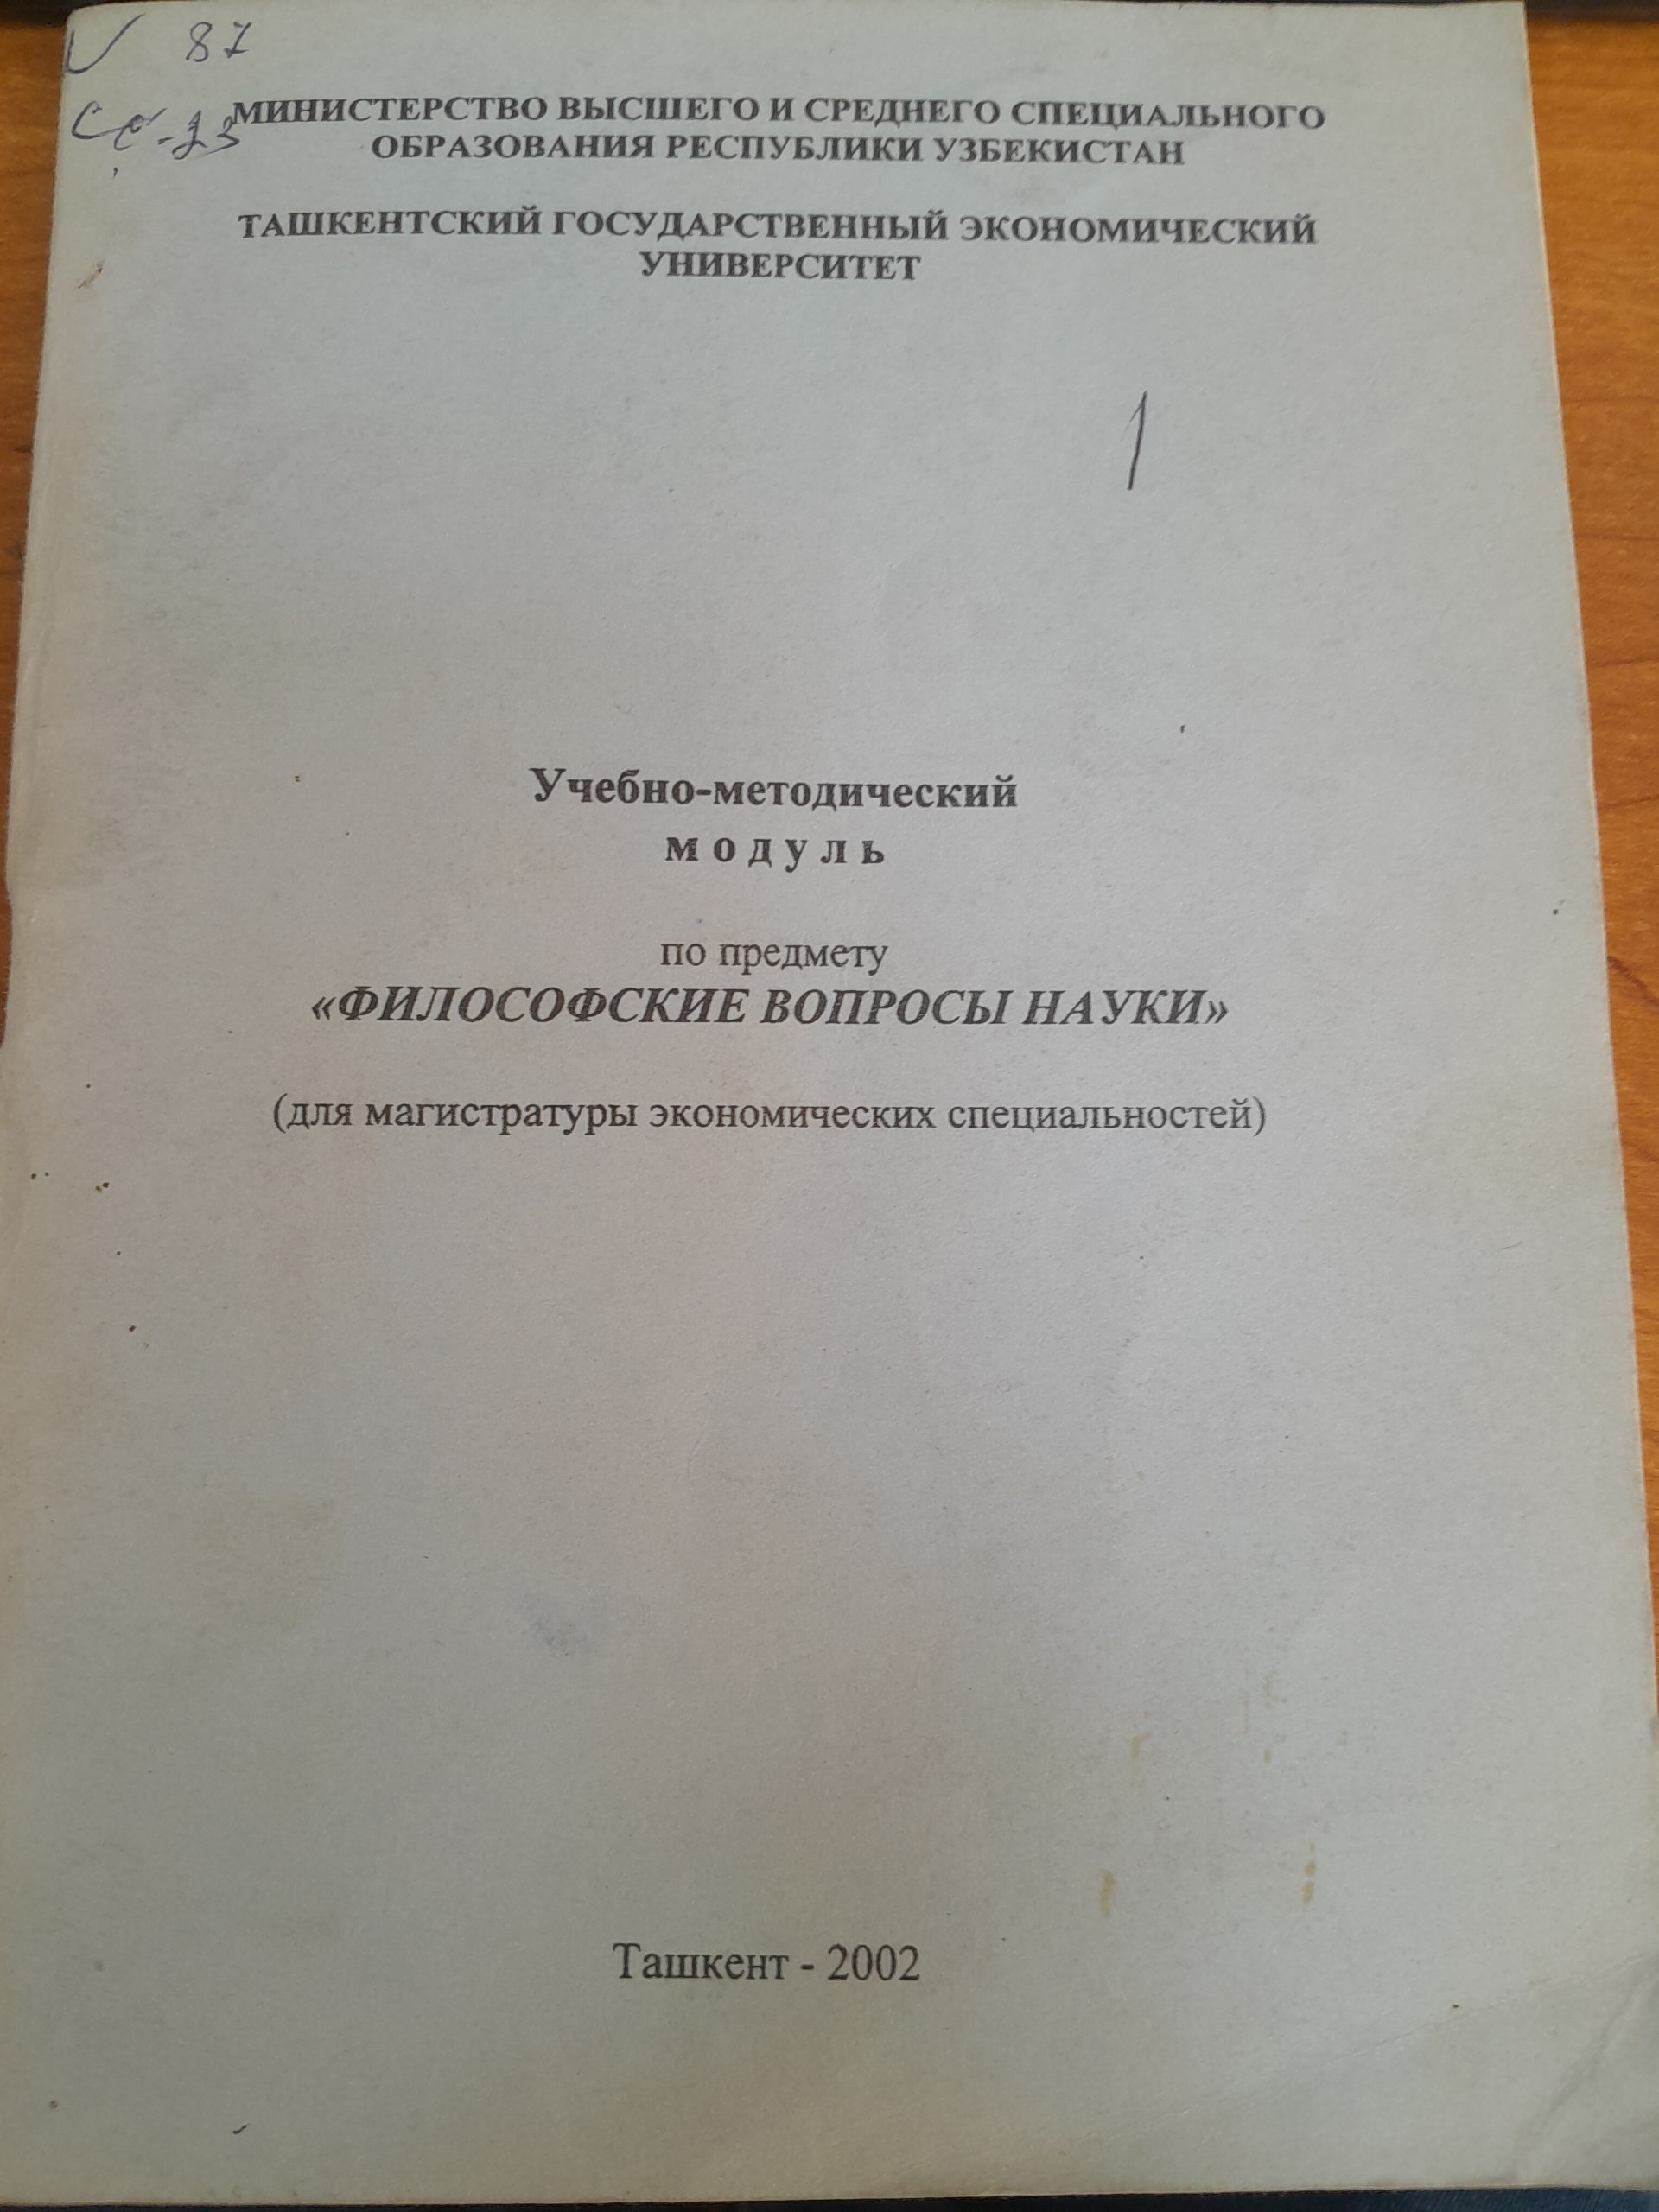 87
МИНИСТЕРСТВО ВЫСШЕГО И СРЕДНЕГО СПЕЦИАЛЬНОГО
ОБРАЗОВАНИЯ РЕСПУБЛИКИ УЗБЕКИСТАН
ТАШКЕНТСКИЙ ГОСУДАРСТВЕННЫЙ ЭКОНОМИЧЕСКИЙ
УНИВЕРСИТЕТ
1
Учебно-методический
м о д у л ь
по предмету
«ФИЛОСОФСКИЕ ВОПРОСЫ НАУКИ»
(для магистратуры экономических специальностей)
Ташкент - 2002